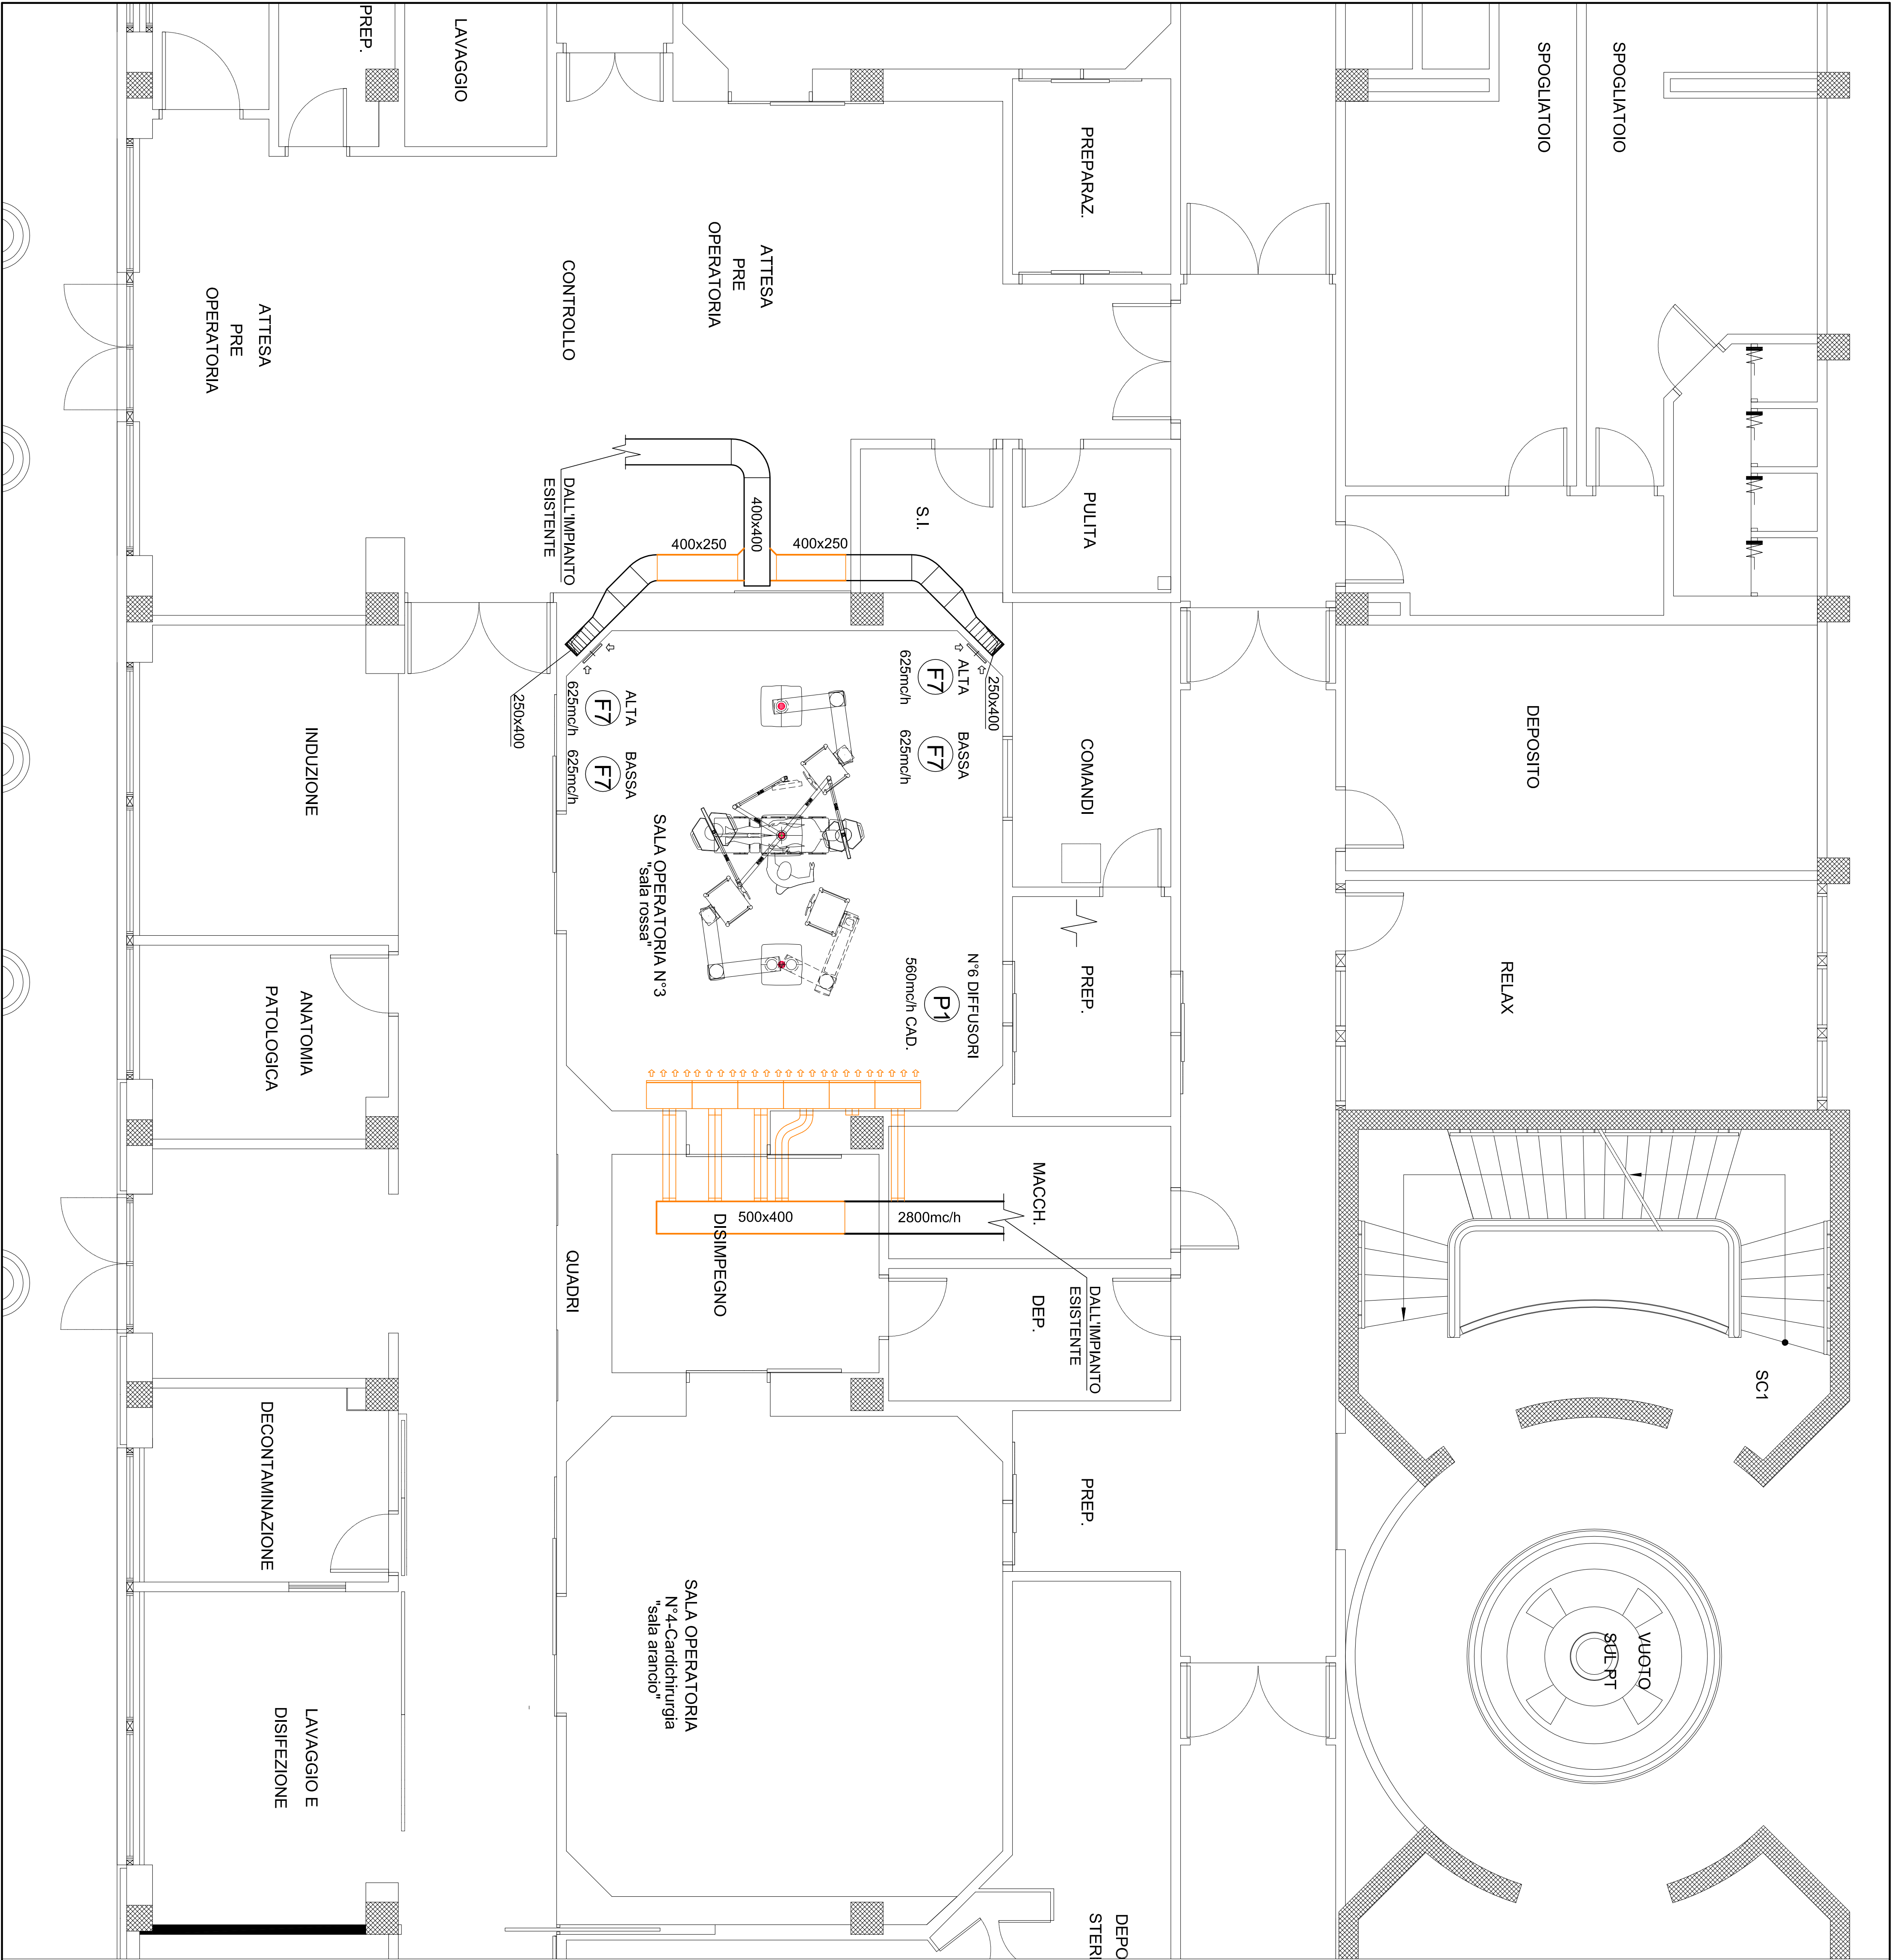 PREP.
LAVAGGIO
SPOGLIATOIO
SPOGLIATOIO
PREPARAZ.
ATTESA
PRE
OPERATORIA
CONTROLLO
ATTESA
PRE
OPERATORIA
DALL'IMPIANTO
ESISTENTE
400x400
400x250
400x250
S.I.
PULITA
250x400
250x400
ALTA
F7
625mc/h
BASSA
F7
625mc/h
ALTA
F7
625mc/h
BASSA
F7
625mc/h
COMANDI
DEPOSITO
INDUZIONE
SALA OPERATORIA N°3
"sala rossa"
N°6 DIFFUSORI
P1
560mc/h CAD.
PREP.
RELAX
ANATOMIA
PATOLOGICA
MACCH.
500x400
2800mc/h
DISIMPEGNO
QUADRI
DEP.
DALL'IMPIANTO
ESISTENTE
SC1
DECONTAMINAZIONE
PREP.
SALA OPERATORIA
N°4-Cardichirurgia
"sala arancio"
VUOTO
SUL PT
LAVAGGIO E
DISIFEZIONE
DEPO
STERI